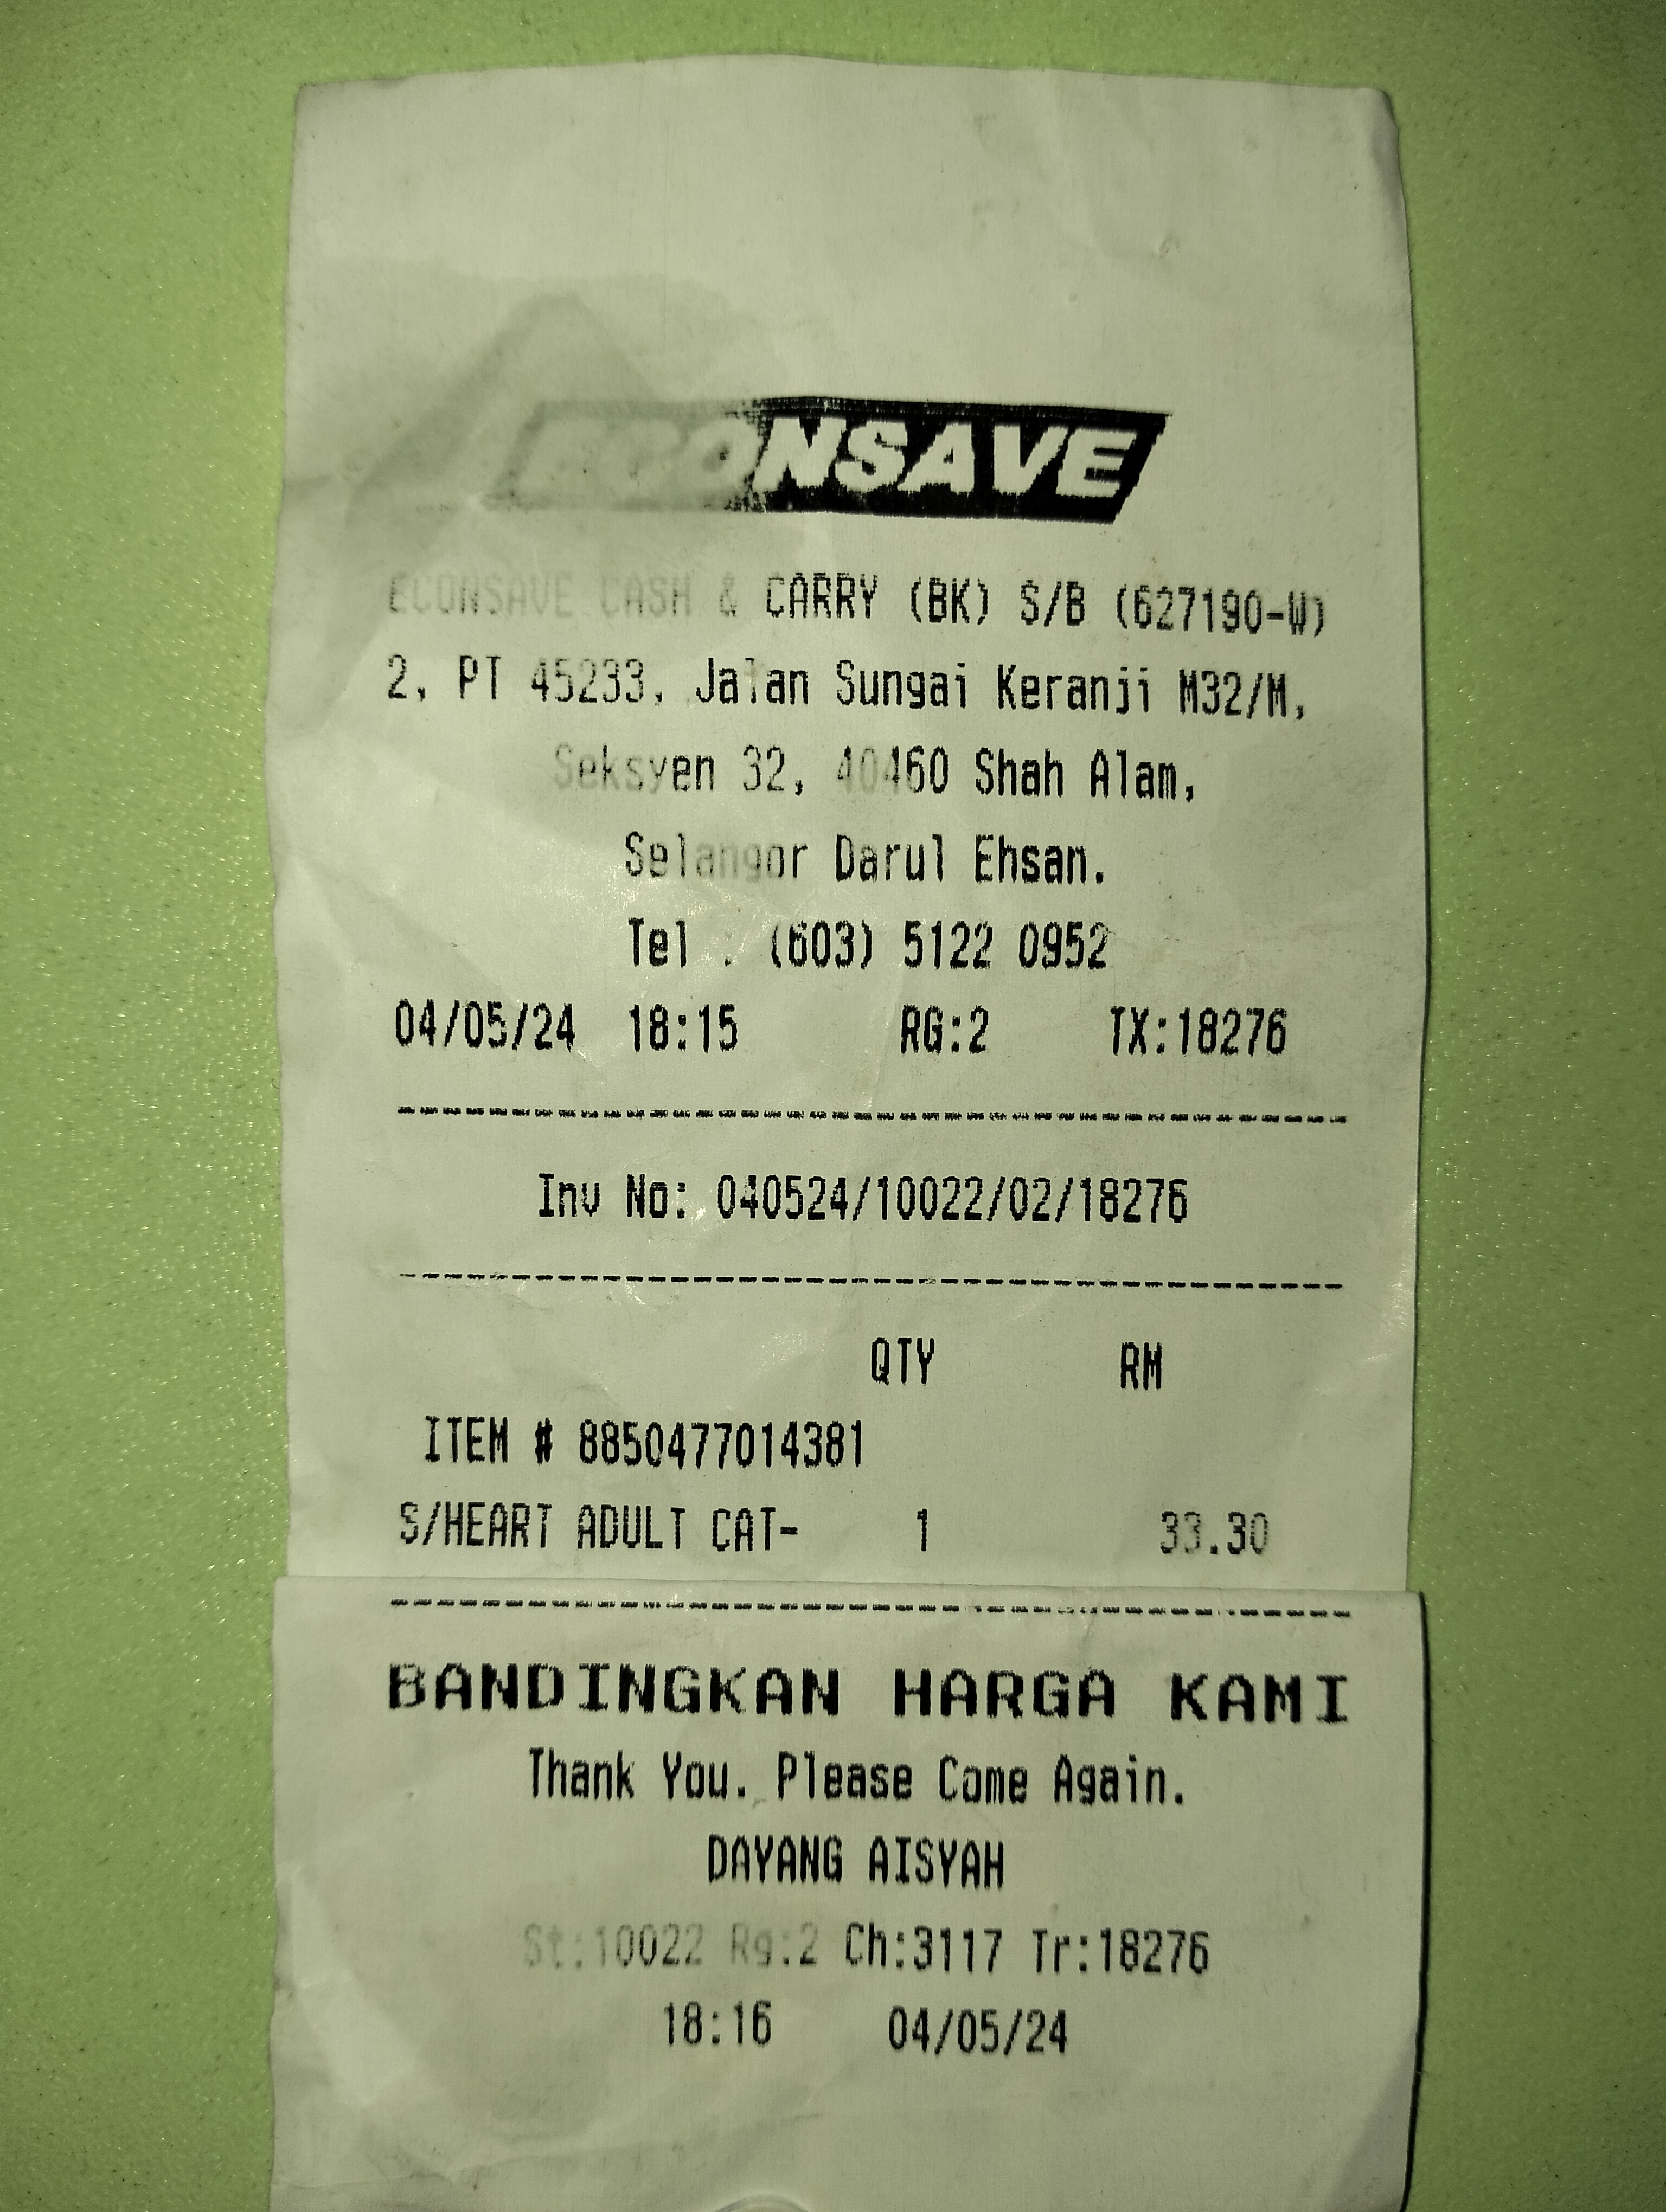 ECONSAVE
ECONSAVE CASH & CARRY (BK) S/B (627190-W)
2, PT 45233, Jalan Sungai Keranji M32/M,
Seksyen 32, 40460 Shah Alam,
Selangor Darul Ehsan.
Tel : (603) 5122 0952
04/05/24 18:15 RG:2 TX:18276
Inv No: 040524/10022/02/18276
QTY RM
ITEM # 8850477014381
S/HEART ADULT CAT- 1 33.30
BANDINGKAN HARGA KAMI
Thank You. Please Come Again.
DAYANG AISYAH
St:10022 Rg:2 Ch:3117 Tr:18276
18:16 04/05/24